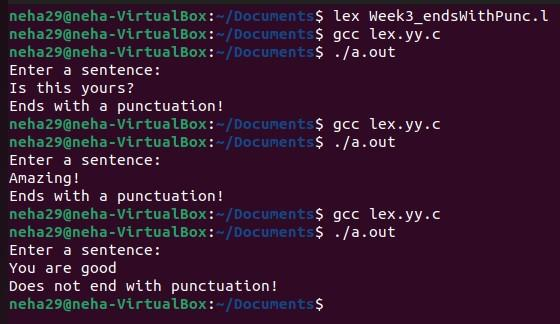 neha29@neha-VirtualBox:~/Documents$ lex Week3_endsWithPunc.l
neha29@neha-VirtualBox:~/Documents$ gcc lex.yy.c
neha29@neha-VirtualBox:~/Documents$ ./a.out
Enter a sentence:
Is this yours?
Ends with a punctuation!
neha29@neha-VirtualBox:~/Documents$ gcc lex.yy.c
neha29@neha-VirtualBox:~/Documents$ ./a.out
Enter a sentence:
Amazing!
Ends with a punctuation!
neha29@neha-VirtualBox:~/Documents$ gcc lex.yy.c
neha29@neha-VirtualBox:~/Documents$ ./a.out
Enter a sentence:
You are good
Does not end with punctuation!
neha29@neha-VirtualBox:~/Documents$